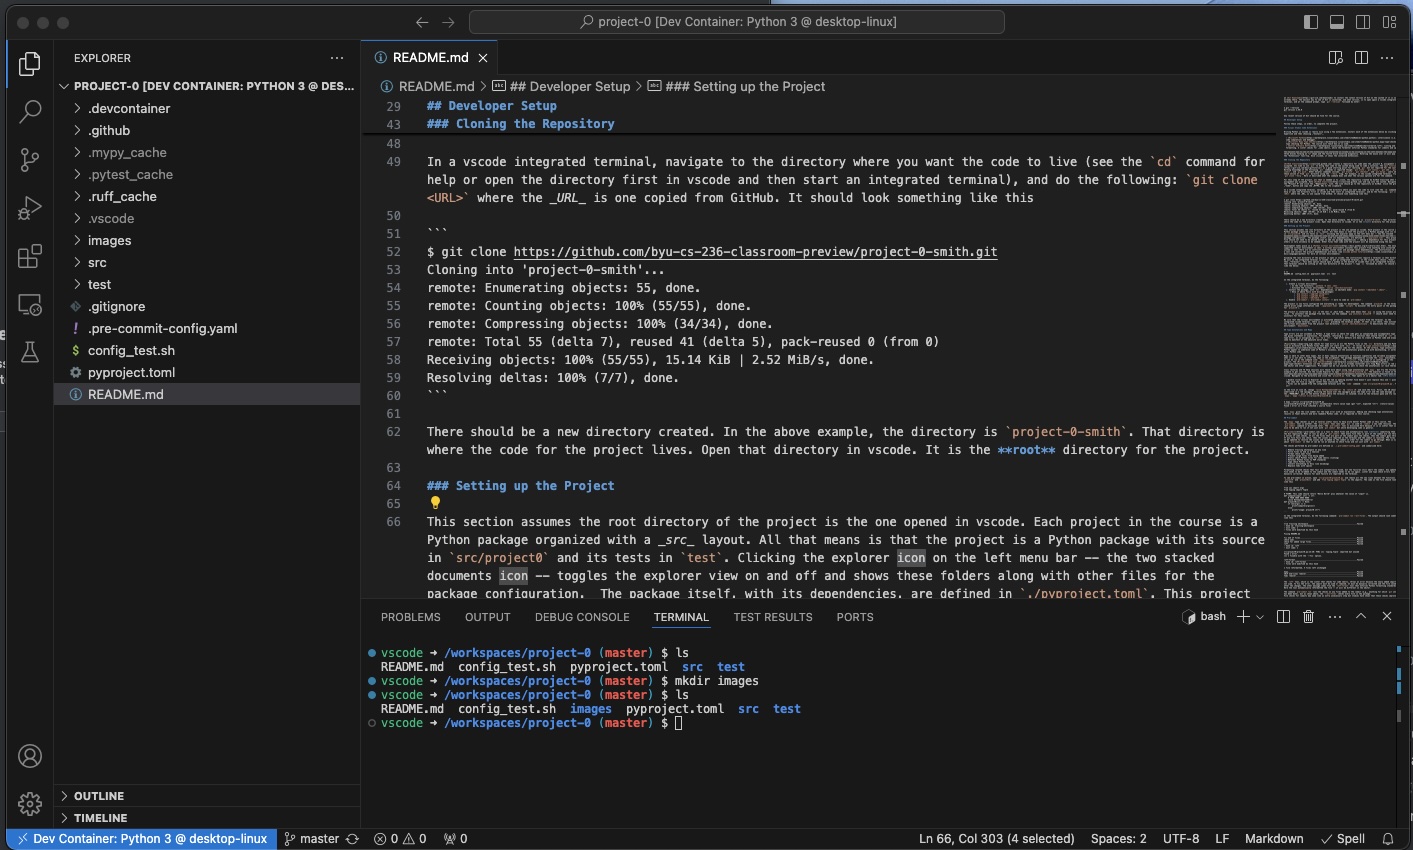 project-0 [Dev Container: Python 3 @ desktop-linux]
EXPLORER
PROJECT-0 [DEV CONTAINER: PYTHON 3 @ DES...
.devcontainer
.github
.mypy_cache
.pytest_cache
.ruff_cache
.vscode
images
src
test
.gitignore
! .pre-commit-config.yaml
$ config_test.sh
pyproject.toml
README.md
OUTLINE
TIMELINE
README.md
README.md > ## Developer Setup > ### Setting up the Project
29 ## Developer Setup
43 ### Cloning the Repository
48
49 In a vscode integrated terminal, navigate to the directory where you want the code to live (see the `cd` command for
help or open the directory first in vscode and then start an integrated terminal), and do the following: `git clone
<URL>` where the _URL_ is one copied from GitHub. It should look something like this
50
51 ```
52 $ git clone https://github.com/byu-cs-236-classroom-preview/project-0-smith.git
53 Cloning into 'project-0-smith'...
54 remote: Enumerating objects: 55, done.
55 remote: Counting objects: 100% (55/55), done.
56 remote: Compressing objects: 100% (34/34), done.
57 remote: Total 55 (delta 7), reused 41 (delta 5), pack-reused 0 (from 0)
58 Receiving objects: 100% (55/55), 15.14 KiB | 2.52 MiB/s, done.
59 Resolving deltas: 100% (7/7), done.
60 ```
61
62 There should be a new directory created. In the above example, the directory is `project-0-smith`. That directory is
where the code for the project lives. Open that directory in vscode. It is the **root** directory for the project.
63
64 ### Setting up the Project
65
66 This section assumes the root directory of the project is the one opened in vscode. Each project in the course is a
Python package organized with a _src_ layout. All that means is that the project is a Python package with its source
in `src/project0` and its tests in `test`. Clicking the explorer icon on the left menu bar -- the two stacked
documents icon -- toggles the explorer view on and off and shows these folders along with other files for the
package configuration.  The package itself, with its dependencies, are defined in `./pyproject.toml`. This project
PROBLEMS OUTPUT DEBUG CONSOLE TERMINAL TEST RESULTS PORTS
bash
vscode → /workspaces/project-0 (master) $ ls
README.md config_test.sh pyproject.toml src test
vscode → /workspaces/project-0 (master) $ mkdir images
vscode → /workspaces/project-0 (master) $ ls
README.md config_test.sh images pyproject.toml src test
vscode → /workspaces/project-0 (master) $
Dev Container: Python 3 @ desktop-linux master 0 0 0 Ln 66, Col 303 (4 selected) Spaces: 2 UTF-8 LF Markdown Spell